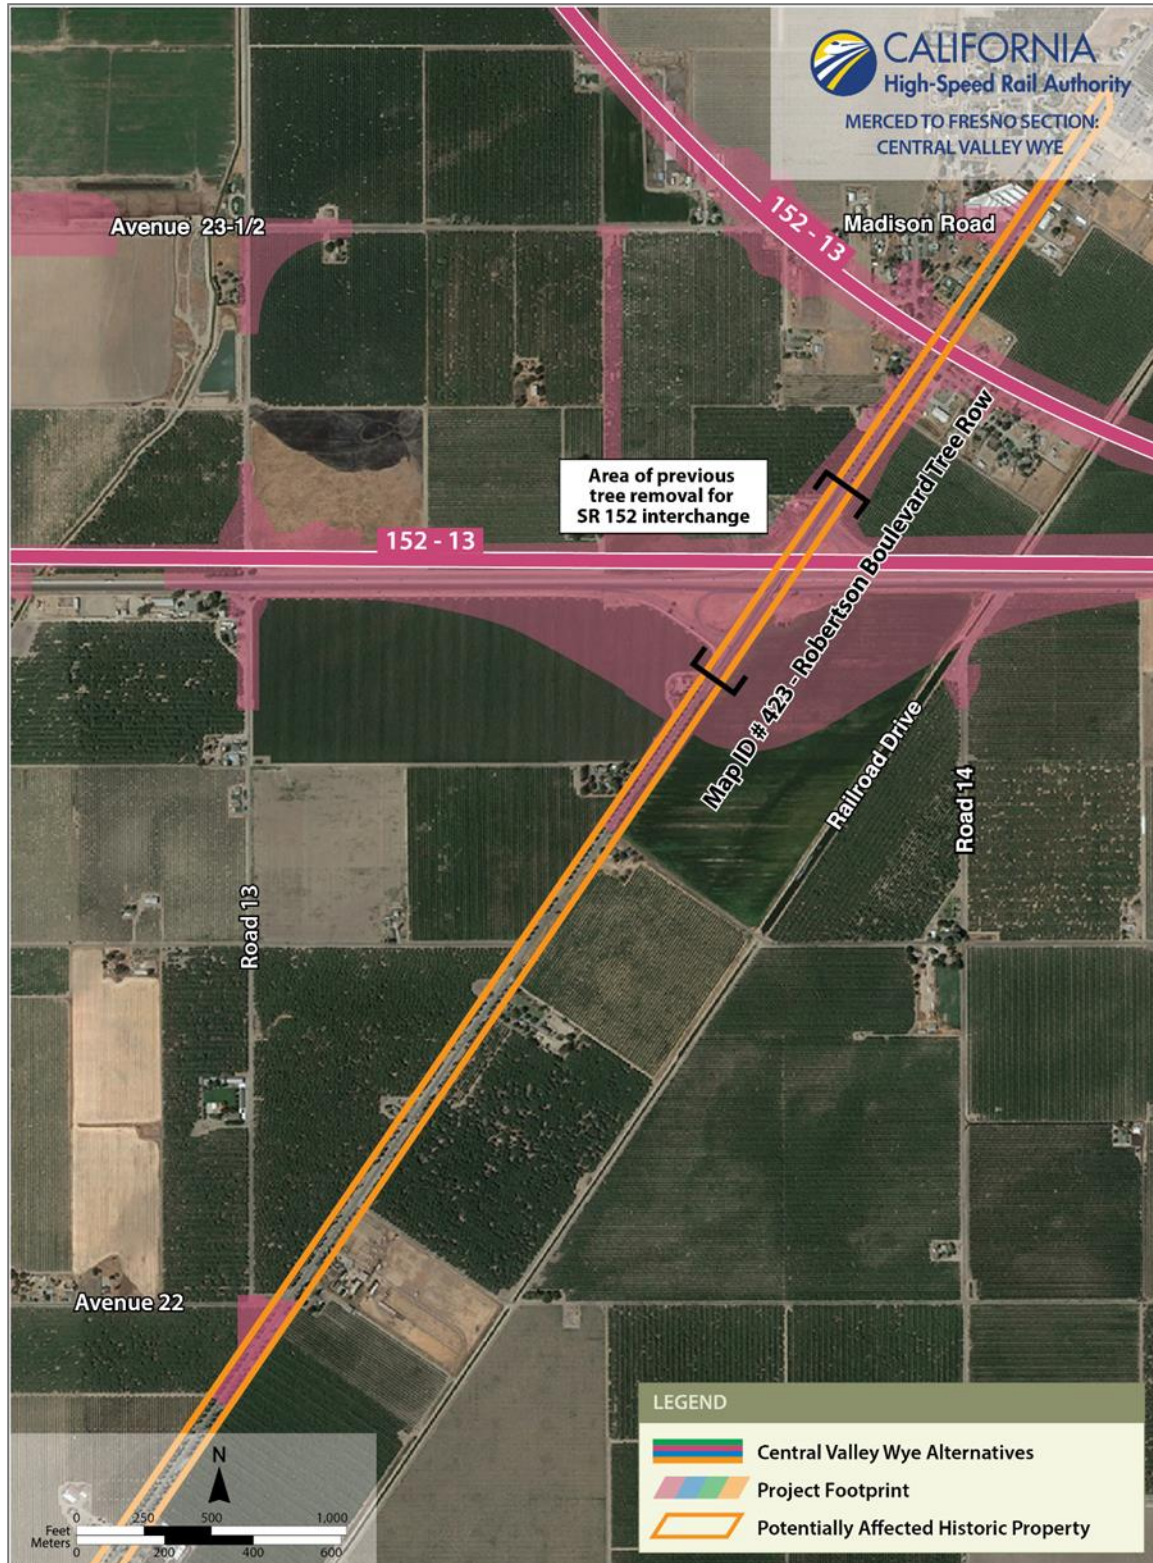 CALIFORNIA
High-Speed Rail Authority
MERCED TO FRESNO SECTION:
CENTRAL VALLEY WYE
Avenue 23-1/2
152 - 13
Madison Road
Area of previous
tree removal for
SR 152 interchange
152 - 13
Map ID # 423 - Robertson Boulevard Tree Row
Railroad Drive
Road 14
Road 13
Avenue 22
LEGEND
Central Valley Wye Alternatives
Project Footprint
Potentially Affected Historic Property
N
0 250 500 1,000
Feet
Meters
0 200 400 600